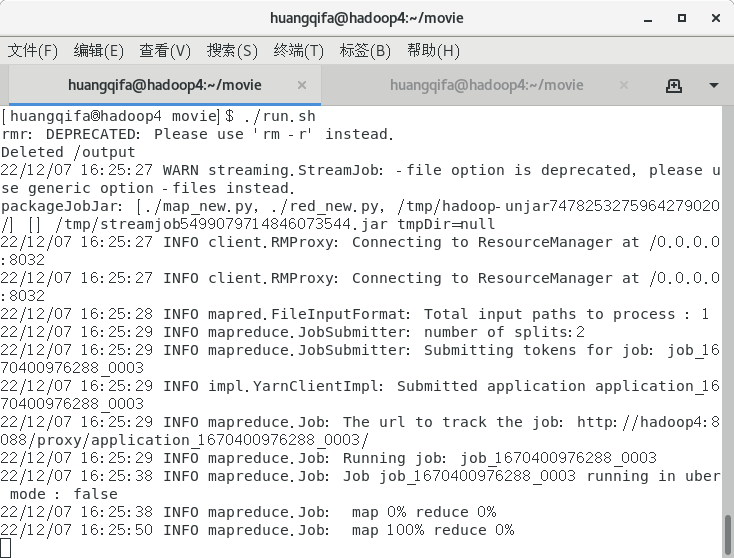 huangqifa@hadoop4:~/movie
文件(F) 编辑(E) 查看(V) 搜索(S) 终端(T) 标签(B) 帮助(H)
huangqifa@hadoop4:~/movie × huangqifa@hadoop4:~/movie ×
[huangqifa@hadoop4 movie]$ ./run.sh
rmr: DEPRECATED: Please use 'rm -r' instead.
Deleted /output
22/12/07 16:25:27 WARN streaming.StreamJob: -file option is deprecated, please u
se generic option -files instead.
packageJobJar: [./map_new.py, ./red_new.py, /tmp/hadoop-unjar7478253275964279020
/] [] /tmp/streamjob5499079714846073544.jar tmpDir=null
22/12/07 16:25:27 INFO client.RMProxy: Connecting to ResourceManager at /0.0.0.0
:8032
22/12/07 16:25:27 INFO client.RMProxy: Connecting to ResourceManager at /0.0.0.0
:8032
22/12/07 16:25:28 INFO mapred.FileInputFormat: Total input paths to process : 1
22/12/07 16:25:29 INFO mapreduce.JobSubmitter: number of splits:2
22/12/07 16:25:29 INFO mapreduce.JobSubmitter: Submitting tokens for job: job_16
70400976288_0003
22/12/07 16:25:29 INFO impl.YarnClientImpl: Submitted application application_16
70400976288_0003
22/12/07 16:25:29 INFO mapreduce.Job: The url to track the job: http://hadoop4:8
088/proxy/application_1670400976288_0003/
22/12/07 16:25:29 INFO mapreduce.Job: Running job: job_1670400976288_0003
22/12/07 16:25:38 INFO mapreduce.Job: Job job_1670400976288_0003 running in uber
 mode : false
22/12/07 16:25:38 INFO mapreduce.Job:  map 0% reduce 0%
22/12/07 16:25:50 INFO mapreduce.Job:  map 100% reduce 0%